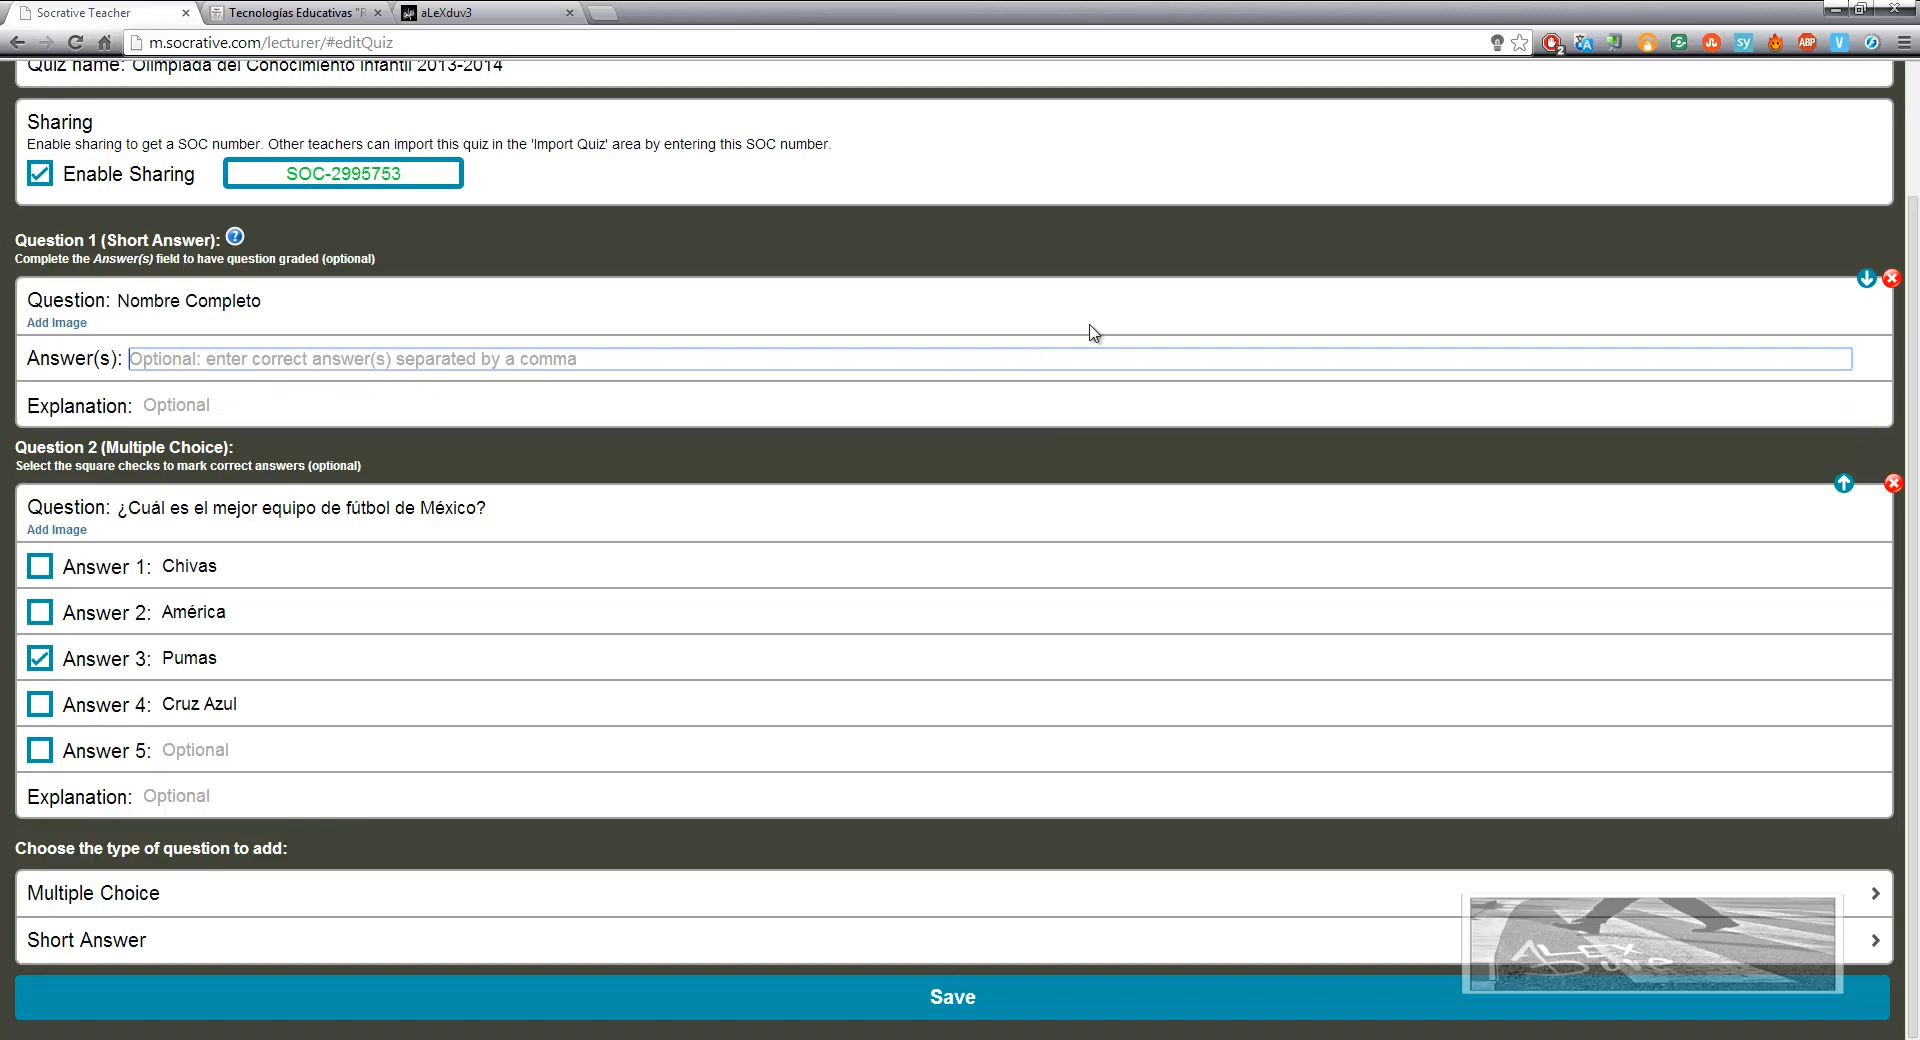 Socrative Teacher
Tecnologías Educativas "R
aLeXduv3
m.socrative.com/lecturer/#editQuiz
Quiz name: Olimpiada del Conocimiento Infantil 2013-2014
Sharing
Enable sharing to get a SOC number. Other teachers can import this quiz in the 'Import Quiz' area by entering this SOC number.
Enable Sharing
SOC-2995753
Question 1 (Short Answer):
Complete the Answer(s) field to have question graded (optional)
Question: Nombre Completo
Add Image
Answer(s): Optional: enter correct answer(s) separated by a comma
Explanation: Optional
Question 2 (Multiple Choice):
Select the square checks to mark correct answers (optional)
Question: ¿Cuál es el mejor equipo de fútbol de México?
Add Image
Answer 1: Chivas
Answer 2: América
Answer 3: Pumas
Answer 4: Cruz Azul
Answer 5: Optional
Explanation: Optional
Choose the type of question to add:
Multiple Choice
Short Answer
Save
ALEX